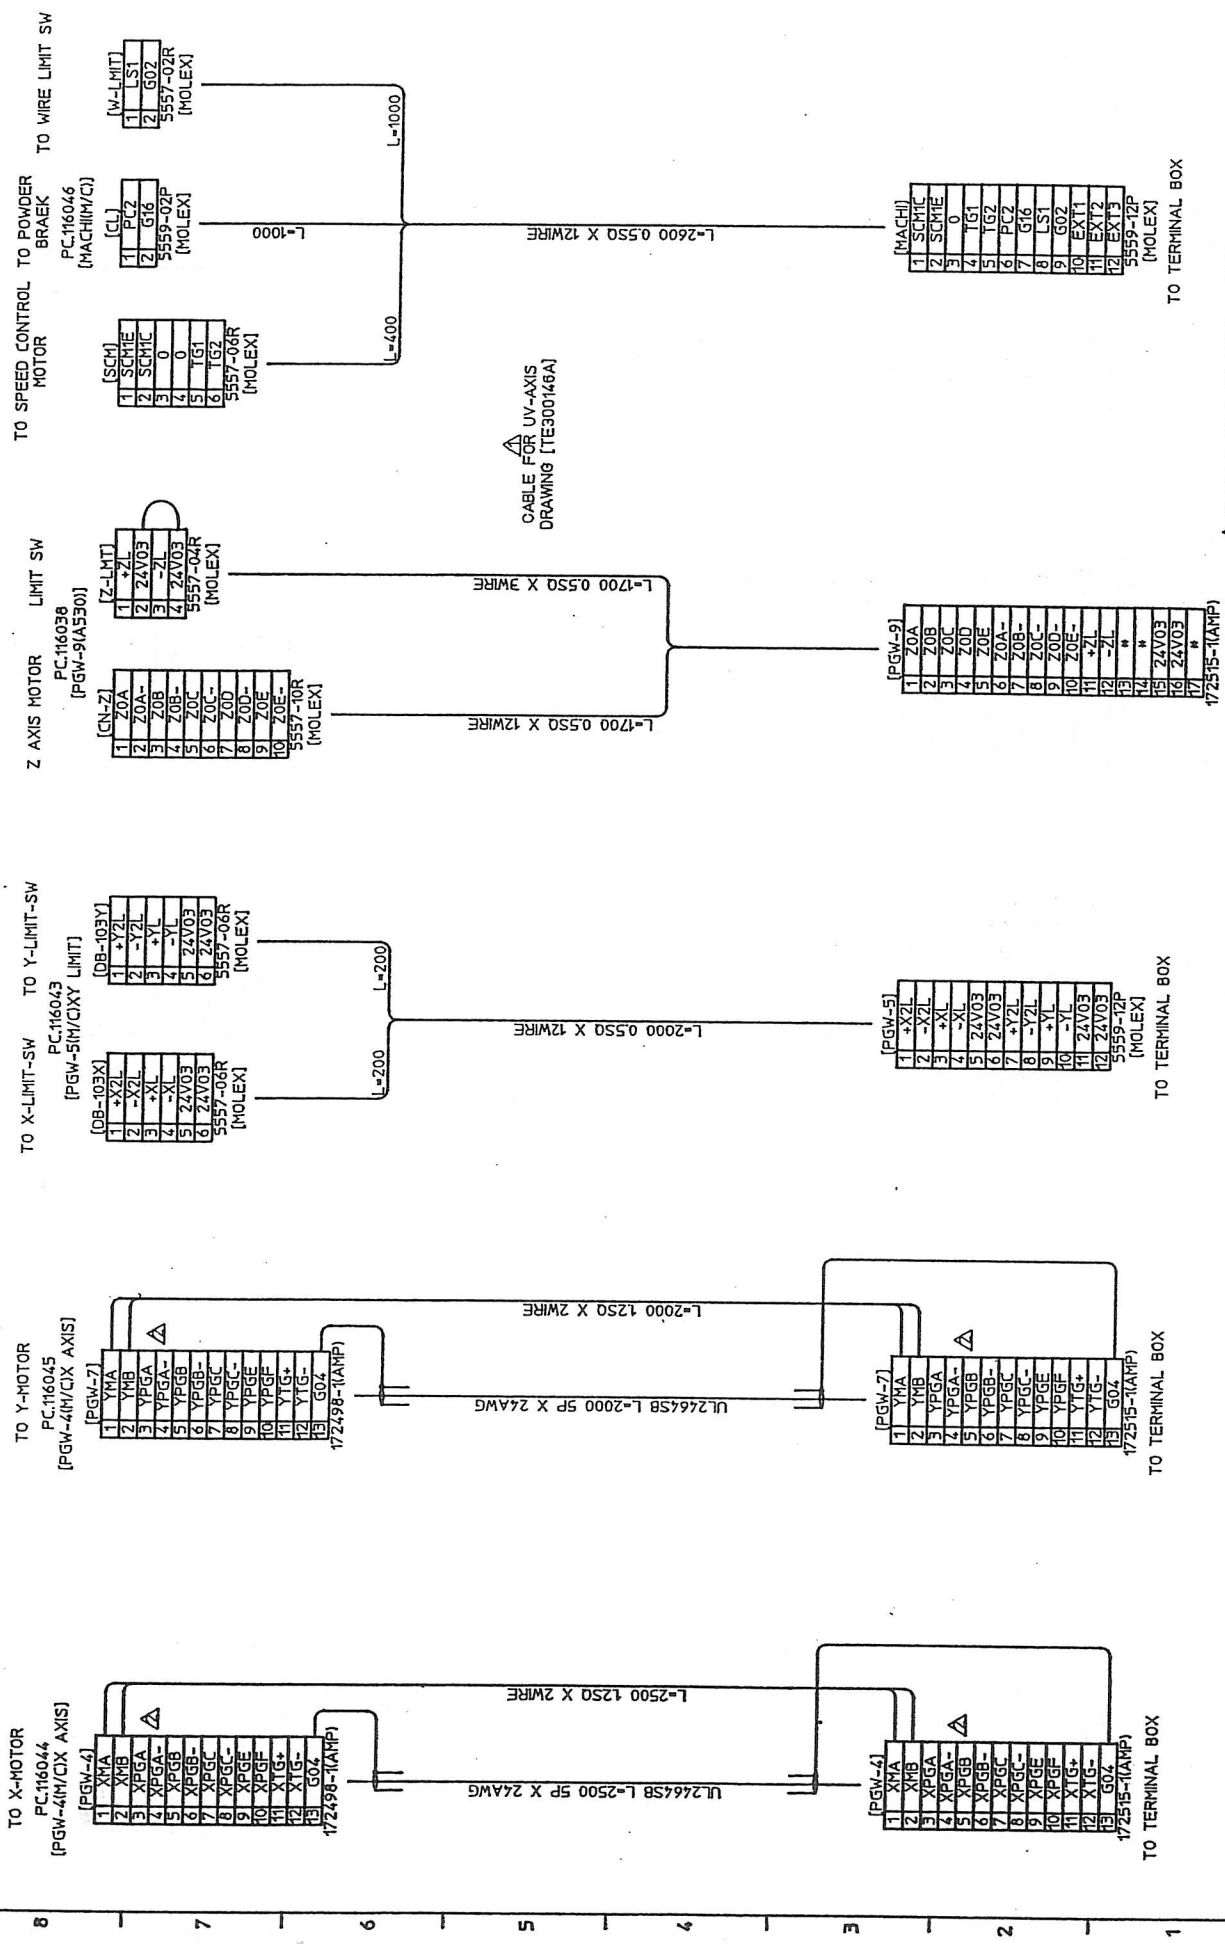 TO X-MOTOR
PC.116044
[PGW-4(M/C)X AXIS]
[PGW-4]
1 XMA
2 XMB
3 XPGA
4 XPGA-
5 XPGB
6 XPGB-
7 XPGC
8 XPGC-
9 XPGE
10 XPGF
11 XTG+
12 XTG-
13 G04
172498-1(AMP)
1
L=2500 1.2SQ X 2WIRE
UL2464SB L=2500 5P X 24AWG
[PGW-4]
1 XMA
2 XMB
3 XPGA
4 XPGA-
5 XPGB
6 XPGB-
7 XPGC
8 XPGC-
9 XPGE
10 XPGF
11 XTG+
12 XTG-
13 G04
172515-1(AMP)
1
TO TERMINAL BOX
TO Y-MOTOR
PC.116045
[PGW-4(M/C)X AXIS]
[PGW-7]
1 YMA
2 YMB
3 YPGA
4 YPGA-
5 YPGB
6 YPGB-
7 YPGC
8 YPGC-
9 YPGE
10 YPGF
11 YTG+
12 YTG-
13 G04
172498-1(AMP)
1
L=2000 1.2SQ X 2WIRE
UL2464SB L=2000 5P X 24AWG
[PGW-7]
1 YMA
2 YMB
3 YPGA
4 YPGA-
5 YPGB
6 YPGB-
7 YPGC
8 YPGC-
9 YPGE
10 YPGF
11 YTG+
12 YTG-
13 G04
172515-1(AMP)
1
TO TERMINAL BOX
TO X-LIMIT-SW TO Y-LIMIT-SW
PC.116043
[PGW-5(M/C)XY LIMIT]
[DB-103X]
1 +X2L
2 -X2L
3 +XL
4 -XL
5 24V03
6 24V03
5557-06R
[MOLEX]
[DB-103Y]
1 +Y2L
2 -Y2L
3 +YL
4 -YL
5 24V03
6 24V03
5557-06R
[MOLEX]
L=200
L=200
L=2000 0.5SQ X 12WIRE
[PGW-5]
1 +X2L
2 -X2L
3 +XL
4 -XL
5 24V03
6 24V03
7 +Y2L
8 -Y2L
9 +YL
10 -YL
11 24V03
12 24V03
5559-12P
[MOLEX]
TO TERMINAL BOX
Z AXIS MOTOR LIMIT SW
PC.116038
[PGW-9(A530)]
[CN-Z]
1 Z0A
2 Z0A-
3 Z0B
4 Z0B-
5 Z0C
6 Z0C-
7 Z0D
8 Z0D-
9 Z0E
10 Z0E-
5557-10R
[MOLEX]
[Z-LMT]
1 +ZL
2 24V03
3 -ZL
4 24V03
5557-04R
[MOLEX]
L=1700 0.5SQ X 12WIRE
L=1700 0.5SQ X 3WIRE
[PGW-9]
1 Z0A
2 Z0B
3 Z0C
4 Z0D
5 Z0E
6 Z0A-
7 Z0B-
8 Z0C-
9 Z0D-
10 Z0E-
11 +ZL
12 -ZL
13 *
14 *
15 24V03
16 24V03
17 *
172515-1(AMP)
1
CABLE FOR UV-AXIS
DRAWING [TE300146A]
TO SPEED CONTROL MOTOR
TO POWDER BRAEK
TO WIRE LIMIT SW
PC.116046
[MACHI(M/C)]
[SCM]
1 SCM1E
2 SCM1C
3 0
4 0
5 TG1
6 TG2
5557-06R
[MOLEX]
[CL]
1 PC2
2 G16
5559-02P
[MOLEX]
[W-LMIT]
1 LS1
2 G02
5557-02R
[MOLEX]
L=400
L=1000
L=1000
L=2600 0.5SQ X 12WIRE
[MACHI]
1 SCM1C
2 SCM1E
3 0
4 TG1
5 TG2
6 PC2
7 G16
8 LS1
9 G02
10 EXT1
11 EXT2
12 EXT3
5559-12P
[MOLEX]
TO TERMINAL BOX
8
7
6
5
4
3
2
1